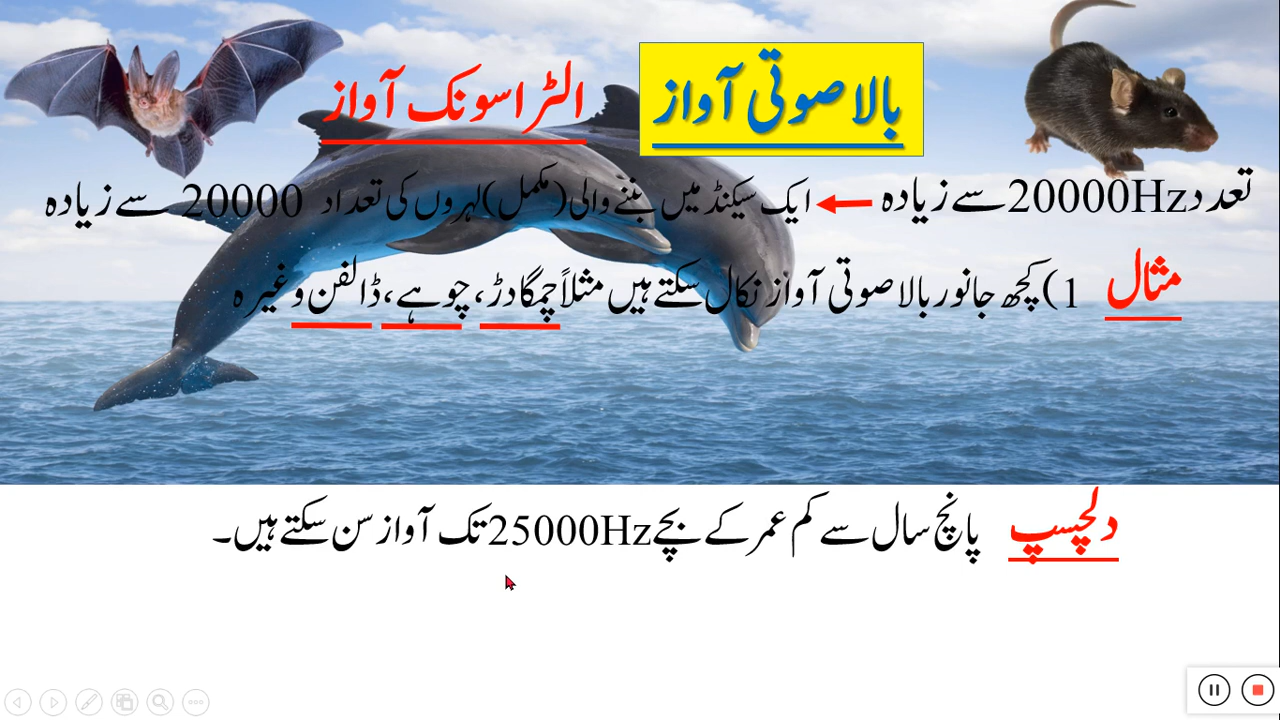 بالا صوتی آواز الٹراسونک آواز
تعدد 20000Hz سے زیادہ ← ایک سیکنڈ میں بننے والی (مکمل) لہروں کی تعداد 20000 سے زیادہ
مثال 1) کچھ جانور بالا صوتی آواز نکال سکتے ہیں مثلاً چمگادڑ، چوہے، ڈالفن وغیرہ
دلچسپ پانچ سال سے کم عمر کے بچے 25000Hz تک آواز سن سکتے ہیں۔